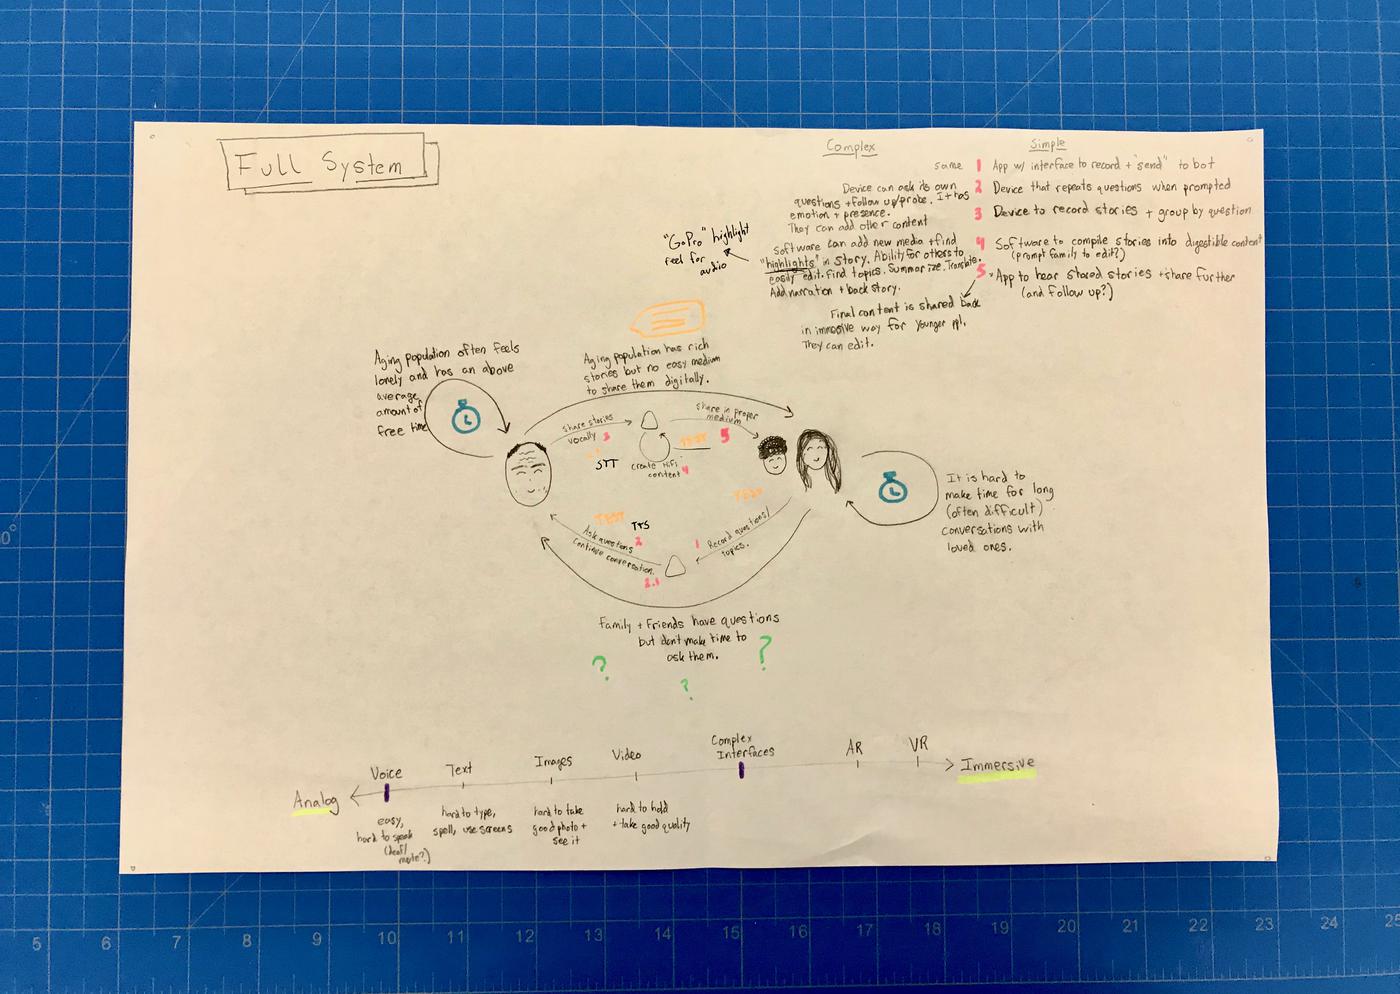 Full System
Complex
same
Device can ask its own
questions + follow up/probe. It has
emotion + presence.
They can add other content
Software can add new media + find
"highlights" in story. Ability for others to
easily edit. Find topics. Summarize. Translate.
Add narration + back story.
Final content is shared back
in immosive way for younger ppl.
They can edit.
"GoPro" highlight
reel for
audio
Simple
1 App w/ interface to record + "send" to bot
2 Device that repeats questions when prompted
3 Device to record stories + group by question
4 Software to compile stories into digestible content
(prompt family to edit?)
5 App to hear shared stories + share further
(and follow up?)
Aging population often feels
lonely and has an above
average
amount of
free time
Aging population has rich
stories but no easy medium
to share them digitally.
share stories
vocally 3
STT
create HiFi
content 4
share in proper
medium
TEST 5
TEST
TEST TTS
Ask questions 2
Continue conversation.
2.1
1 Record questions/
topics.
It is hard to
make time for long
(often difficult)
conversations with
loved ones.
Family + Friends have questions
but don't make time to
ask them.
? ? ?
Analog
Voice
easy,
hard to speak
(deaf/
mute?)
Text
hard to type,
spell, use screens
Images
hard to take
good photo +
see it
Video
hard to hold
+ take good quality
Complex
Interfaces
AR
VR
Immersive
5 6 7 8 9 10 11 12 13 14 15 16 17 18 19 20 21 22 23 24 25